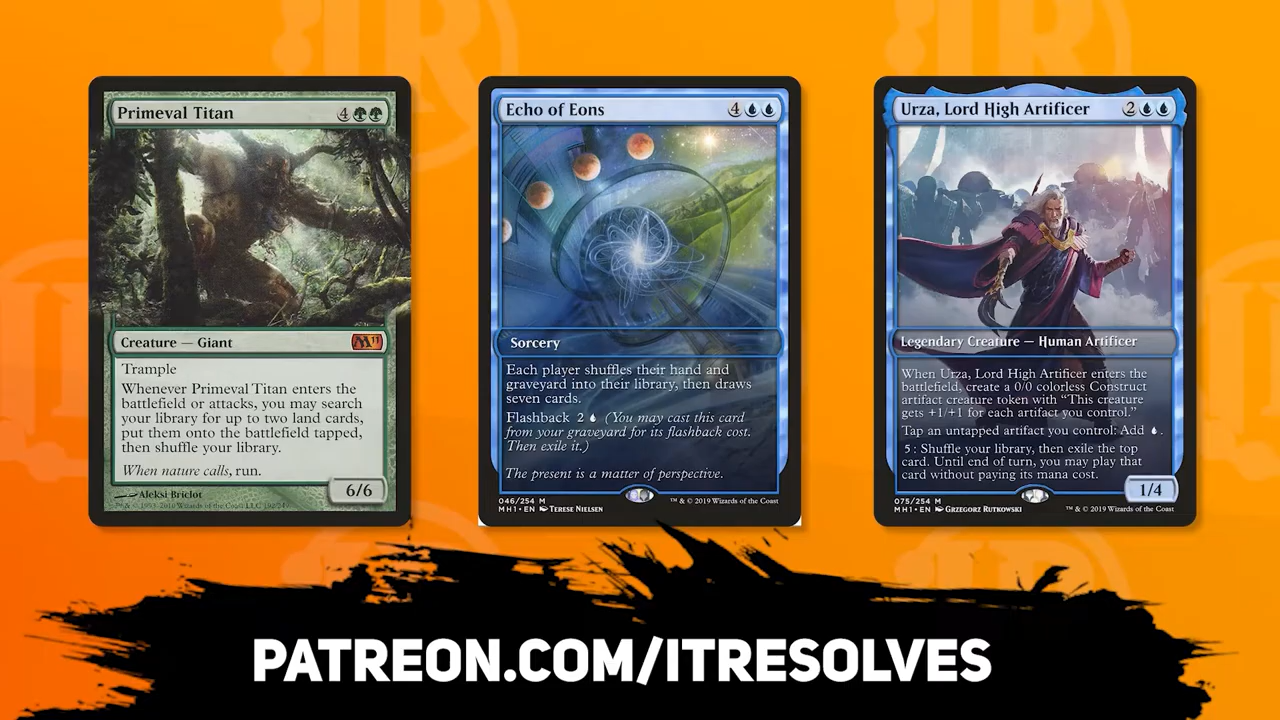 Primeval Titan 4
Creature — Giant
M11
Trample
Whenever Primeval Titan enters the
battlefield or attacks, you may search
your library for up to two land cards,
put them onto the battlefield tapped,
then shuffle your library.
When nature calls, run.
Aleksi Briclot
6/6
Echo of Eons 4
Sorcery
Each player shuffles their hand and
graveyard into their library, then draws
seven cards.
Flashback 2 (You may cast this card
from your graveyard for its flashback cost.
Then exile it.)
The present is a matter of perspective.
046/254 M
MH1 • EN Terese Nielsen
™ & © 2019 Wizards of the Coast
Urza, Lord High Artificer 2
Legendary Creature — Human Artificer
When Urza, Lord High Artificer enters the
battlefield, create a 0/0 colorless Construct
artifact creature token with “This creature
gets +1/+1 for each artifact you control.”
Tap an untapped artifact you control: Add .
5 : Shuffle your library, then exile the top
card. Until end of turn, you may play that
card without paying its mana cost.
1/4
075/254 M
MH1 • EN Grzegorz Rutkowski
™ & © 2019 Wizards of the Coast
PATREON.COM/ITRESOLVES